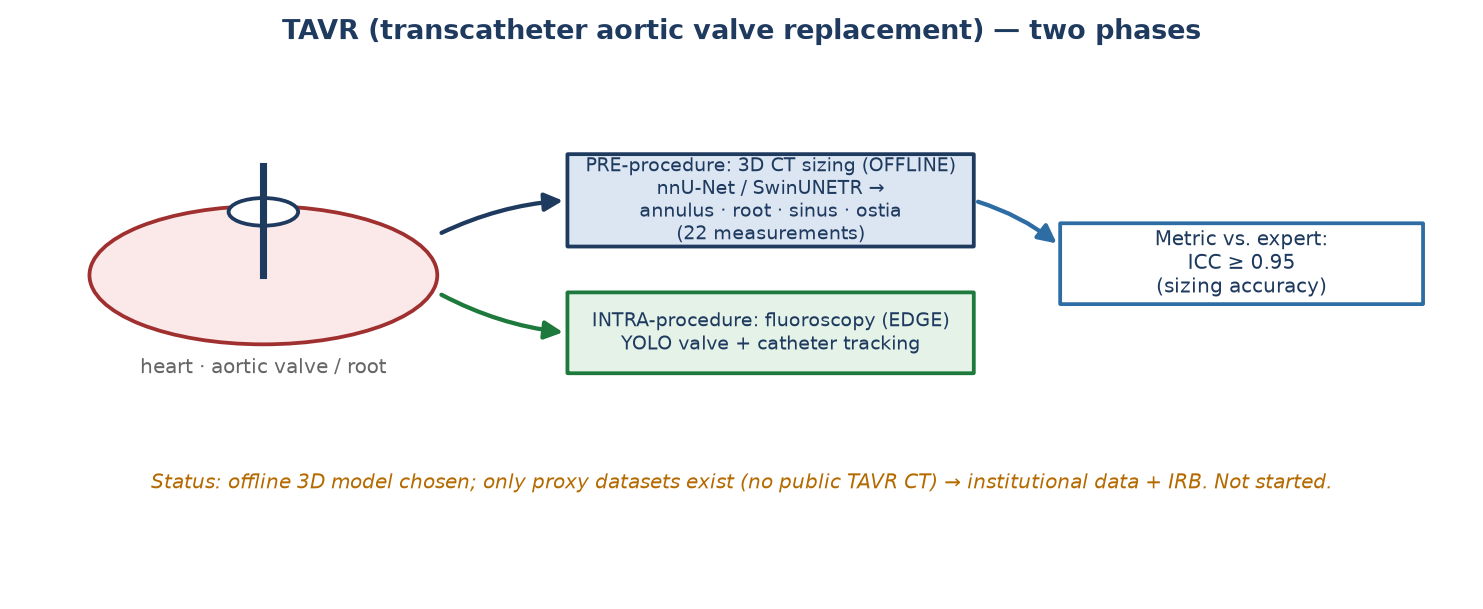 TAVR (transcatheter aortic valve replacement) — two phases
PRE-procedure: 3D CT sizing (OFFLINE)
nnU-Net / SwinUNETR →
annulus · root · sinus · ostia
(22 measurements)
Metric vs. expert:
ICC ≥ 0.95
(sizing accuracy)
INTRA-procedure: fluoroscopy (EDGE)
YOLO valve + catheter tracking
heart · aortic valve / root
Status: offline 3D model chosen; only proxy datasets exist (no public TAVR CT) → institutional data + IRB. Not started.